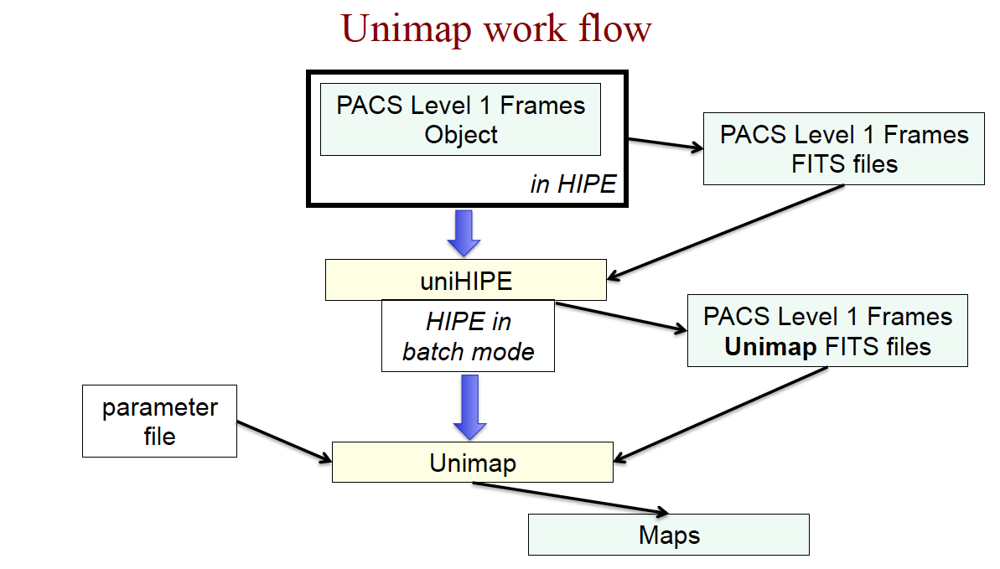 Unimap work flow
PACS Level 1 Frames
Object
in HIPE
PACS Level 1 Frames
FITS files
uniHIPE
HIPE in
batch mode
PACS Level 1 Frames
Unimap FITS files
parameter
file
Unimap
Maps